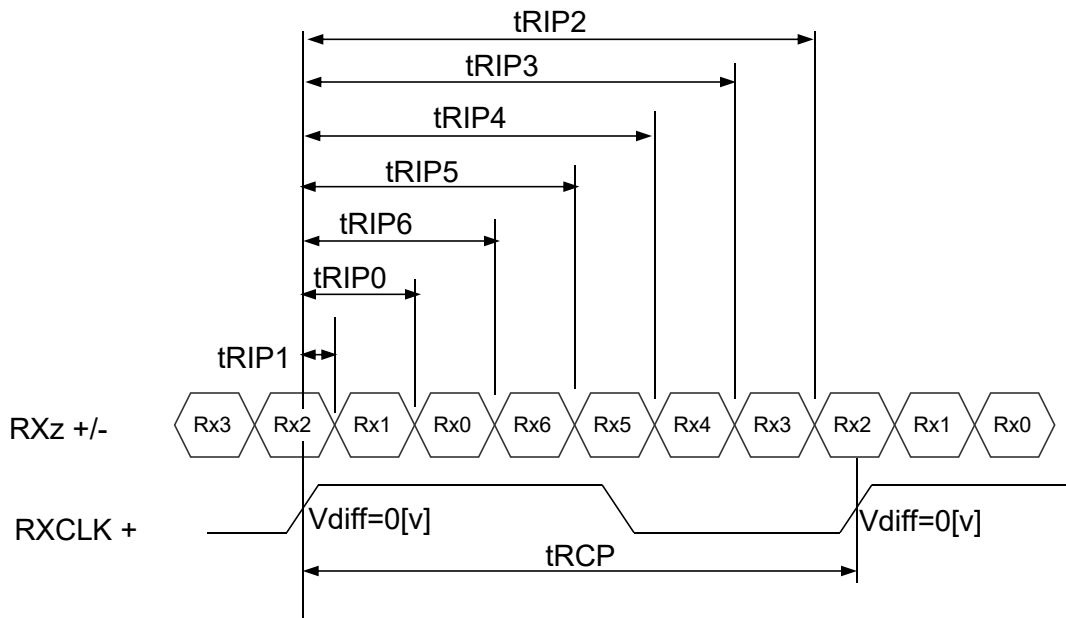 tRIP2
tRIP3
tRIP4
tRIP5
tRIP6
tRIP0
tRIP1
RXz +/- Rx3 Rx2 Rx1 Rx0 Rx6 Rx5 Rx4 Rx3 Rx2 Rx1 Rx0
RXCLK + Vdiff=0[v] Vdiff=0[v]
tRCP